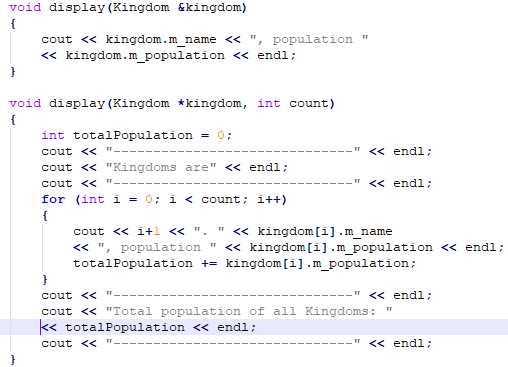 void display(Kingdom &kingdom)
{
    cout << kingdom.m_name << ", population "
    << kingdom.m_population << endl;
}

void display(Kingdom *kingdom, int count)
{
    int totalPopulation = 0;
    cout << "------------------------------" << endl;
    cout << "Kingdoms are" << endl;
    cout << "------------------------------" << endl;
    for (int i = 0; i < count; i++)
    {
        cout << i+1 << ". " << kingdom[i].m_name
        << ", population " << kingdom[i].m_population << endl;
        totalPopulation += kingdom[i].m_population;
    }
    cout << "------------------------------" << endl;
    cout << "Total population of all Kingdoms: "
    << totalPopulation << endl;
    cout << "------------------------------" << endl;
}